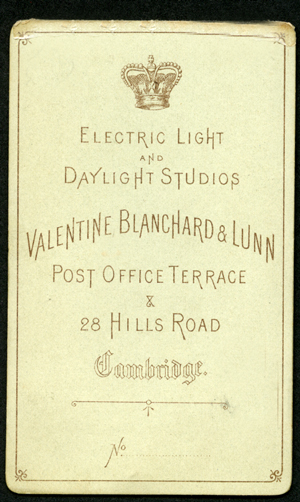 Electric Light
and
Daylight Studios
Valentine Blanchard & Lunn
Post Office Terrace
&
28 Hills Road
Cambridge.
No.